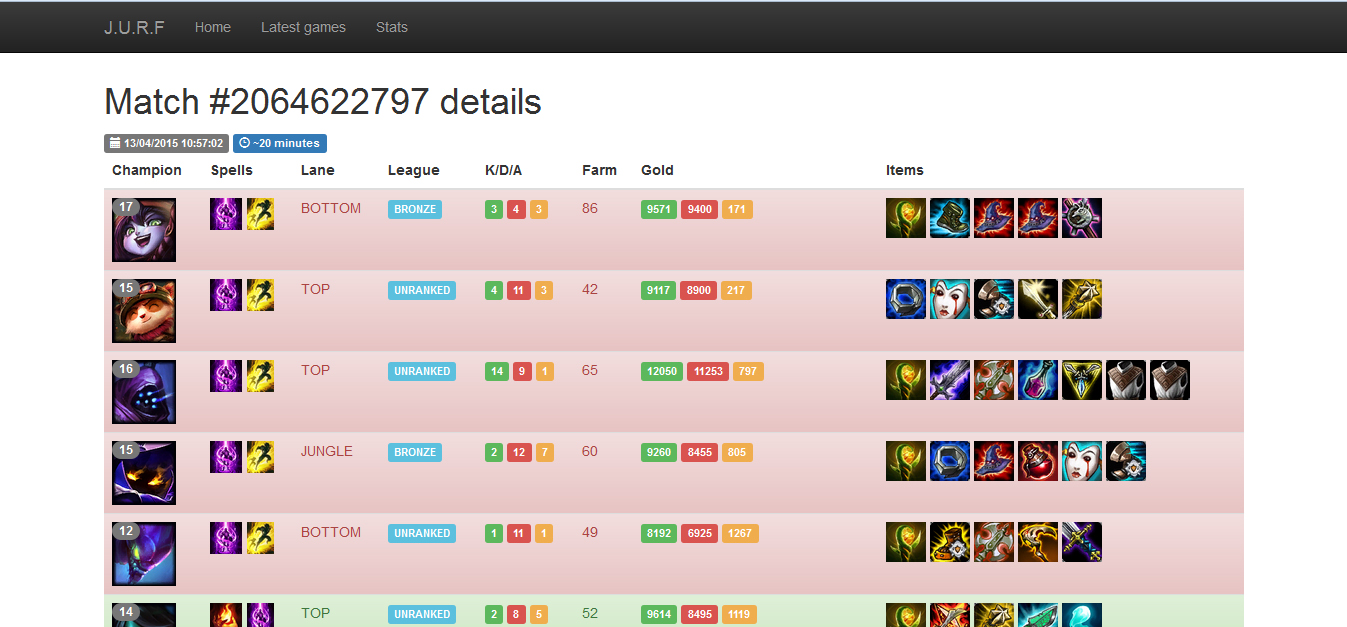 J.U.R.F Home Latest games Stats
Match #2064622797 details
13/04/2015 10:57:02 ~20 minutes
Champion Spells Lane League K/D/A Farm Gold Items
17 BOTTOM BRONZE 3 4 3 86 9571 9400 171
15 TOP UNRANKED 4 11 3 42 9117 8900 217
16 TOP UNRANKED 14 9 1 65 12050 11253 797
15 JUNGLE BRONZE 2 12 7 60 9260 8455 805
12 BOTTOM UNRANKED 1 11 1 49 8192 6925 1267
14 TOP UNRANKED 2 8 5 52 9614 8495 1119